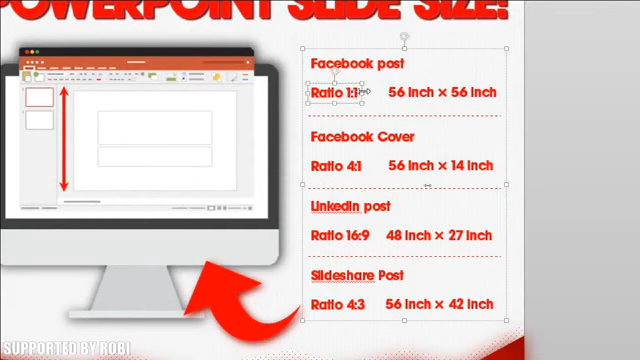 POWERPOINT SLIDE SIZE!
Facebook post
Ratio 1:1 56 inch × 56 inch
Facebook Cover
Ratio 4:1 56 inch × 14 inch
Linkedin post
Ratio 16:9 48 inch × 27 inch
Slideshare Post
Ratio 4:3 56 inch × 42 inch
SUPPORTED BY ROBI